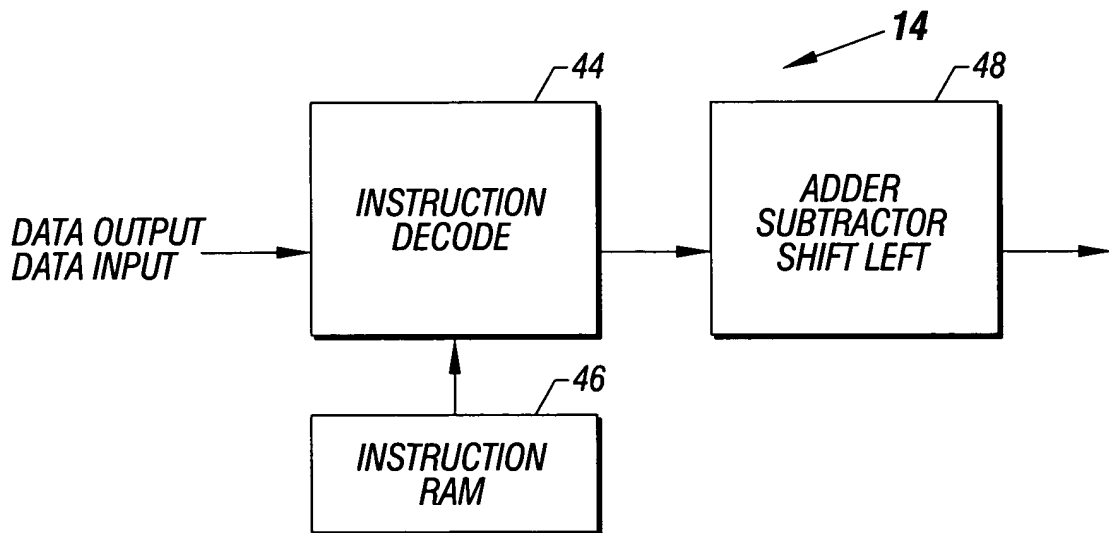 14
44
48
INSTRUCTION
DECODE
ADDER
SUBTRACTOR
SHIFT LEFT
DATA OUTPUT
DATA INPUT
46
INSTRUCTION
RAM